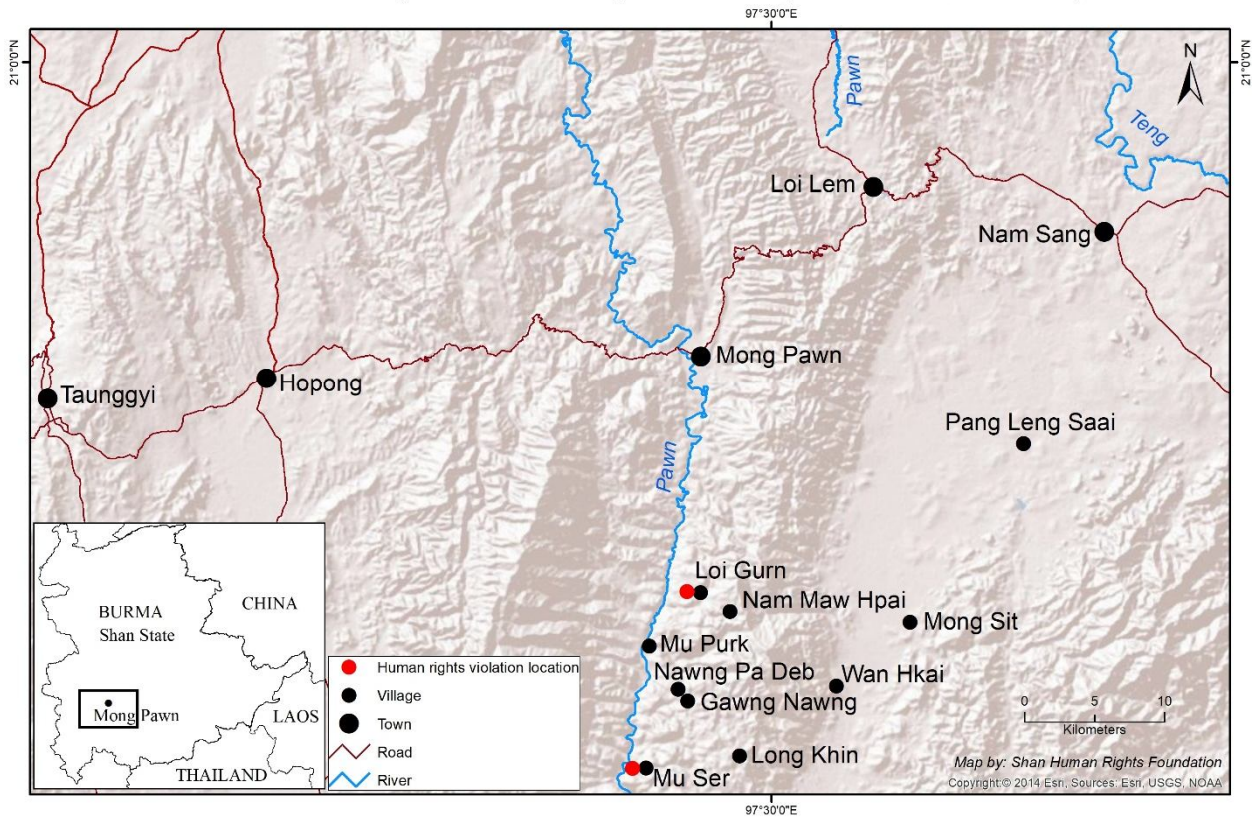 97°30'0"E
21°0'0"N
21°0'0"N
N
Pawn
Teng
Loi Lem
Nam Sang
Mong Pawn
Hopong
Taunggyi
Pang Leng Saai
Pawn
Loi Gurn
Nam Maw Hpai
Mong Sit
Mu Purk
Nawng Pa Deb
Wan Hkai
Gawng Nawng
Long Khin
Mu Ser
BURMA
Shan State
CHINA
Mong Pawn
LAOS
THAILAND
Human rights violation location
Village
Town
Road
River
0 5 10
Kilometers
Map by: Shan Human Rights Foundation
Copyright:© 2014 Esri, Sources: Esri, USGS, NOAA
97°30'0"E